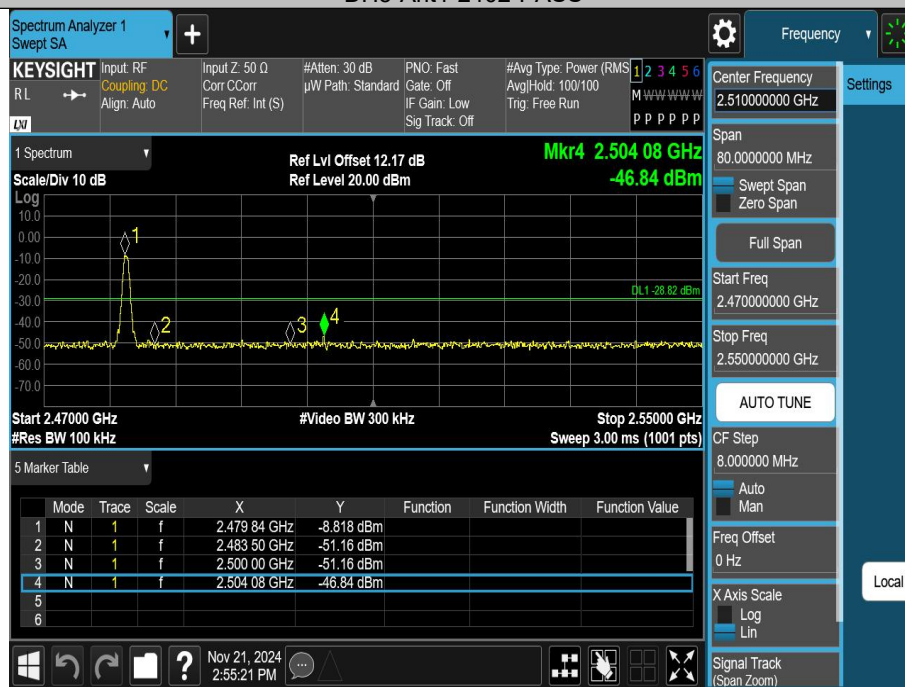 Spectrum Analyzer 1
Swept SA
Frequency
KEYSIGHT
RL
LXI
Input: RF
Coupling: DC
Align: Auto
Input Z: 50 Ω
Corr CCorr
Freq Ref: Int (S)
#Atten: 30 dB
µW Path: Standard
PNO: Fast
Gate: Off
IF Gain: Low
Sig Track: Off
#Avg Type: Power (RMS
Avg|Hold: 100/100
Trig: Free Run
1 2 3 4 5 6
M W W W W W
P P P P P P
1 Spectrum
Scale/Div 10 dB
Ref Lvl Offset 12.17 dB
Ref Level 20.00 dBm
Mkr4 2.504 08 GHz
-46.84 dBm
Log
10.0
0.00
-10.0
-20.0
-30.0
-40.0
-50.0
-60.0
-70.0
1
2
3
4
DL1 -28.82 dBm
Start 2.47000 GHz
#Res BW 100 kHz
#Video BW 300 kHz
Stop 2.55000 GHz
Sweep 3.00 ms (1001 pts)
5 Marker Table
Mode Trace Scale X Y Function Function Width Function Value
1 N 1 f 2.479 84 GHz -8.818 dBm
2 N 1 f 2.483 50 GHz -51.16 dBm
3 N 1 f 2.500 00 GHz -51.16 dBm
4 N 1 f 2.504 08 GHz -46.84 dBm
5
6
Nov 21, 2024
2:55:21 PM
Center Frequency
2.510000000 GHz
Span
80.0000000 MHz
Swept Span
Zero Span
Full Span
Start Freq
2.470000000 GHz
Stop Freq
2.550000000 GHz
AUTO TUNE
CF Step
8.000000 MHz
Auto
Man
Freq Offset
0 Hz
X Axis Scale
Log
Lin
Signal Track
(Span Zoom)
Settings
Local